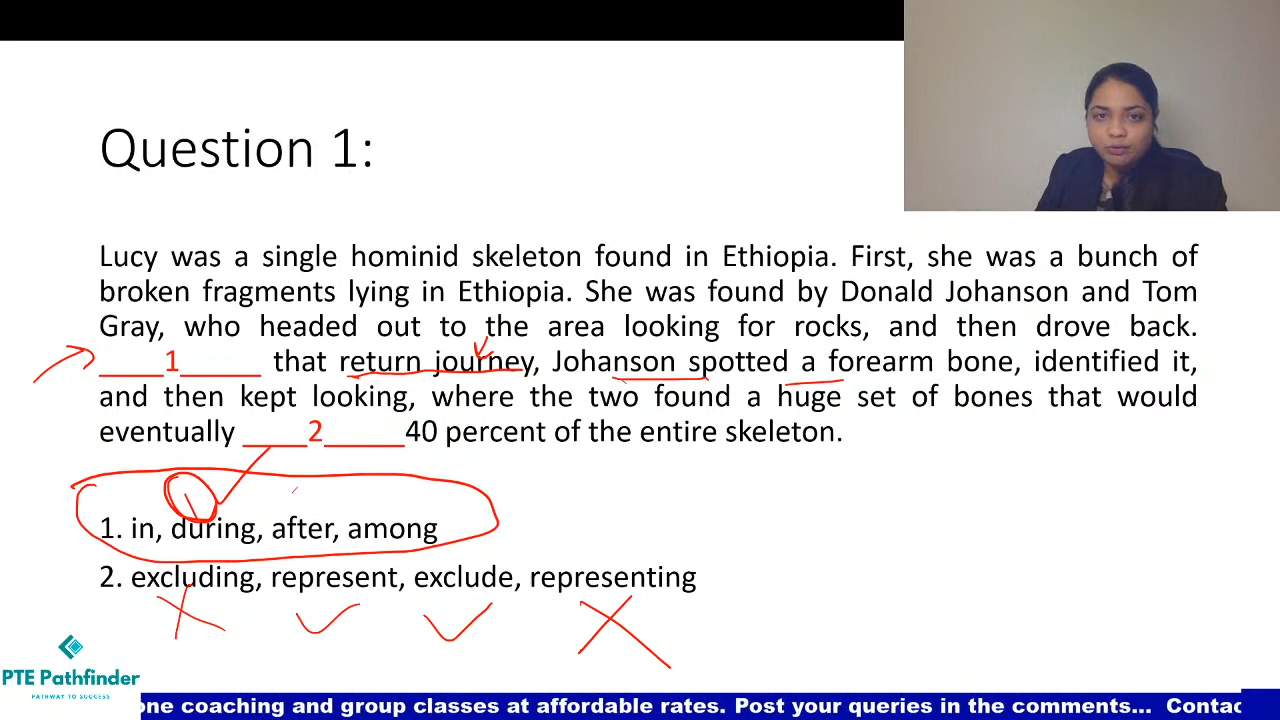 Question 1:
Lucy was a single hominid skeleton found in Ethiopia. First, she was a bunch of
broken fragments lying in Ethiopia. She was found by Donald Johanson and Tom
Gray, who headed out to the area looking for rocks, and then drove back.
____1_____ that return journey, Johanson spotted a forearm bone, identified it,
and then kept looking, where the two found a huge set of bones that would
eventually ____2_____40 percent of the entire skeleton.
1. in, during, after, among
2. excluding, represent, exclude, representing
PTE Pathfinder
PATHWAY TO SUCCESS
one coaching and group classes at affordable rates. Post your queries in the comments... Contac